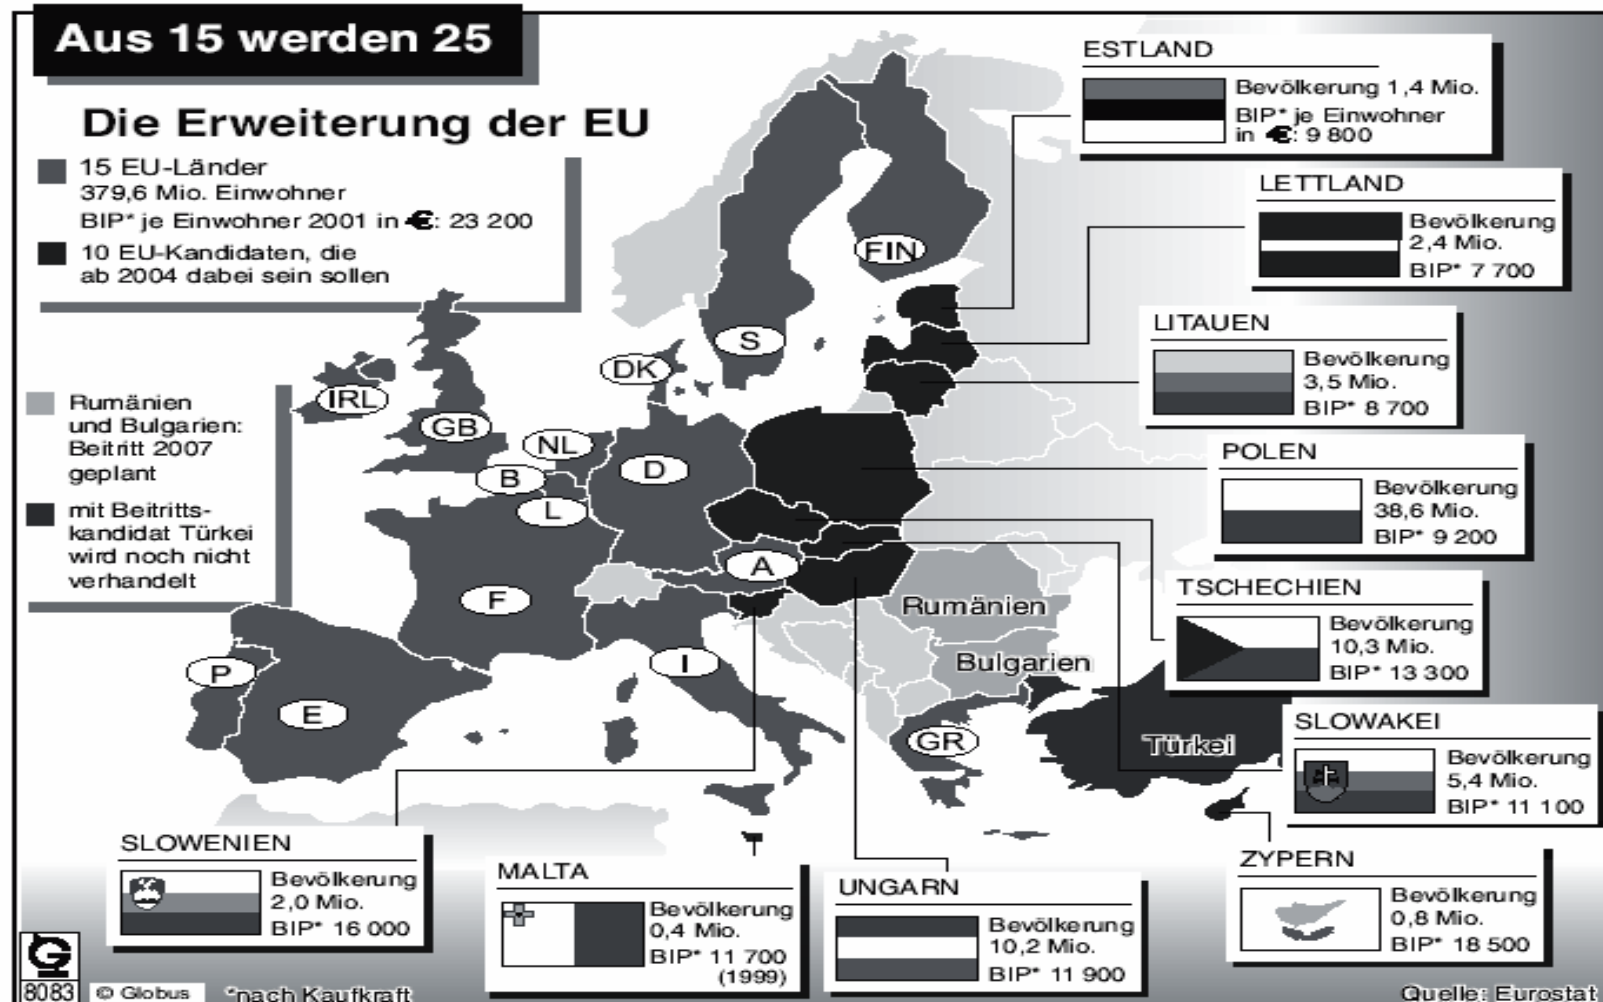 Aus 15 werden 25
Die Erweiterung der EU
15 EU-Länder
379,6 Mio. Einwohner
BIP* je Einwohner 2001 in €: 23 200
10 EU-Kandidaten, die
ab 2004 dabei sein sollen
Rumänien
und Bulgarien:
Beitritt 2007
geplant
mit Beitritts-
kandidat Türkei
wird noch nicht
verhandelt
ESTLAND
Bevölkerung 1,4 Mio.
BIP* je Einwohner
in €: 9 800
LETTLAND
Bevölkerung
2,4 Mio.
BIP* 7 700
LITAUEN
Bevölkerung
3,5 Mio.
BIP* 8 700
POLEN
Bevölkerung
38,6 Mio.
BIP* 9 200
TSCHECHIEN
Bevölkerung
10,3 Mio.
BIP* 13 300
SLOWAKEI
Bevölkerung
5,4 Mio.
BIP* 11 100
ZYPERN
Bevölkerung
0,8 Mio.
BIP* 18 500
UNGARN
Bevölkerung
10,2 Mio.
BIP* 11 900
MALTA
Bevölkerung
0,4 Mio.
BIP* 11 700
(1999)
SLOWENIEN
Bevölkerung
2,0 Mio.
BIP* 16 000
FIN
S
DK
IRL
GB
NL
B
D
L
A
F
I
P
E
GR
Rumänien
Bulgarien
Türkei
G
8083
© Globus
*nach Kaufkraft
Quelle: Eurostat